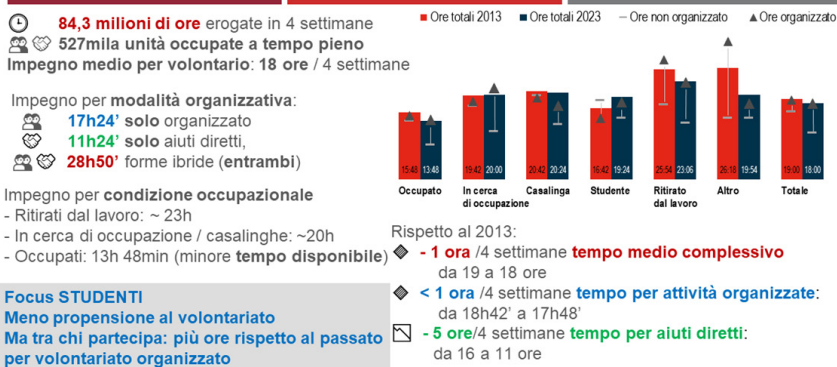 84,3 milioni di ore erogate in 4 settimane
527mila unità occupate a tempo pieno
Impegno medio per volontario: 18 ore / 4 settimane
Impegno per modalità organizzativa:
17h24’ solo organizzato
11h24’ solo aiuti diretti,
28h50’ forme ibride (entrambi)
Impegno per condizione occupazionale
- Ritirati dal lavoro: ~ 23h
- In cerca di occupazione / casalinghe: ~20h
- Occupati: 13h 48min (minore tempo disponibile)
Focus STUDENTI
Meno propensione al volontariato
Ma tra chi partecipa: più ore rispetto al passato
per volontariato organizzato
Ore totali 2013 Ore totali 2023 Ore non organizzato Ore organizzato
15:48 13:48 19:42 20:00 20:42 20:24 16:42 19:24 25:54 23:06 26:18 19:54 19:00 18:00
Occupato In cerca Casalinga Studente Ritirato Altro Totale
di occupazione dal lavoro
Rispetto al 2013:
- 1 ora /4 settimane tempo medio complessivo
da 19 a 18 ore
< 1 ora /4 settimane tempo per attività organizzate:
da 18h42’ a 17h48’
- 5 ore/4 settimane tempo per aiuti diretti:
da 16 a 11 ore